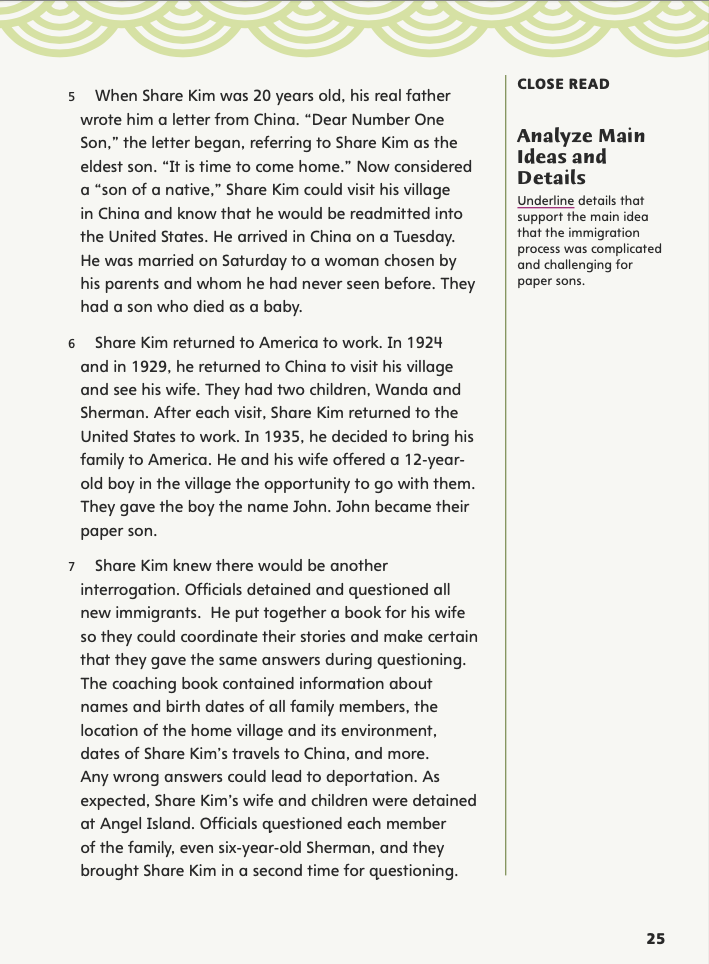 5 When Share Kim was 20 years old, his real father
wrote him a letter from China. “Dear Number One
Son,” the letter began, referring to Share Kim as the
eldest son. “It is time to come home.” Now considered
a “son of a native,” Share Kim could visit his village
in China and know that he would be readmitted into
the United States. He arrived in China on a Tuesday.
He was married on Saturday to a woman chosen by
his parents and whom he had never seen before. They
had a son who died as a baby.
6 Share Kim returned to America to work. In 1924
and in 1929, he returned to China to visit his village
and see his wife. They had two children, Wanda and
Sherman. After each visit, Share Kim returned to the
United States to work. In 1935, he decided to bring his
family to America. He and his wife offered a 12-year-
old boy in the village the opportunity to go with them.
They gave the boy the name John. John became their
paper son.
7 Share Kim knew there would be another
interrogation. Officials detained and questioned all
new immigrants. He put together a book for his wife
so they could coordinate their stories and make certain
that they gave the same answers during questioning.
The coaching book contained information about
names and birth dates of all family members, the
location of the home village and its environment,
dates of Share Kim’s travels to China, and more.
Any wrong answers could lead to deportation. As
expected, Share Kim’s wife and children were detained
at Angel Island. Officials questioned each member
of the family, even six-year-old Sherman, and they
brought Share Kim in a second time for questioning.
CLOSE READ
Analyze Main
Ideas and
Details
Underline details that
support the main idea
that the immigration
process was complicated
and challenging for
paper sons.
25